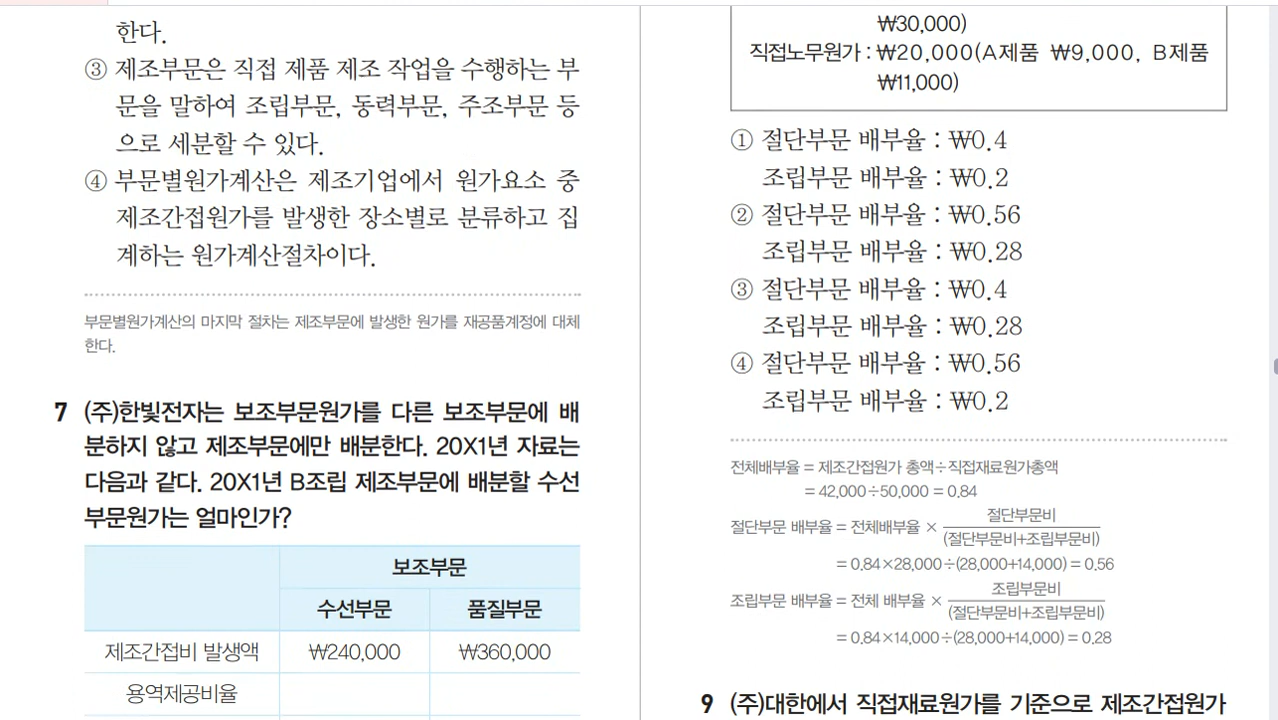 한다.
③ 제조부문은 직접 제품 제조 작업을 수행하는 부
문을 말하여 조립부문, 동력부문, 주조부문 등
으로 세분할 수 있다.
④ 부문별원가계산은 제조기업에서 원가요소 중
제조간접원가를 발생한 장소별로 분류하고 집
계하는 원가계산절차이다.
부문별원가계산의 마지막 절차는 제조부문에 발생한 원가를 재공품계정에 대체
한다.
7 (주)한빛전자는 보조부문원가를 다른 보조부문에 배
분하지 않고 제조부문에만 배분한다. 20X1년 자료는
다음과 같다. 20X1년 B조립 제조부문에 배분할 수선
부문원가는 얼마인가?
보조부문
수선부문 품질부문
제조간접비 발생액 ₩240,000 ₩360,000
용역제공비율
₩30,000)
직접노무원가 : ₩20,000(A제품 ₩9,000, B제품
₩11,000)
① 절단부문 배부율 : ₩0.4
조립부문 배부율 : ₩0.2
② 절단부문 배부율 : ₩0.56
조립부문 배부율 : ₩0.28
③ 절단부문 배부율 : ₩0.4
조립부문 배부율 : ₩0.28
④ 절단부문 배부율 : ₩0.56
조립부문 배부율 : ₩0.2
전체배부율 = 제조간접원가 총액÷직접재료원가총액
= 42,000÷50,000 = 0.84
절단부문비
절단부문 배부율 = 전체배부율 ×
(절단부문비+조립부문비)
= 0.84×28,000÷(28,000+14,000) = 0.56
조립부문비
조립부문 배부율 = 전체 배부율 ×
(절단부문비+조립부문비)
= 0.84×14,000÷(28,000+14,000) = 0.28
9 (주)대한에서 직접재료원가를 기준으로 제조간접원가